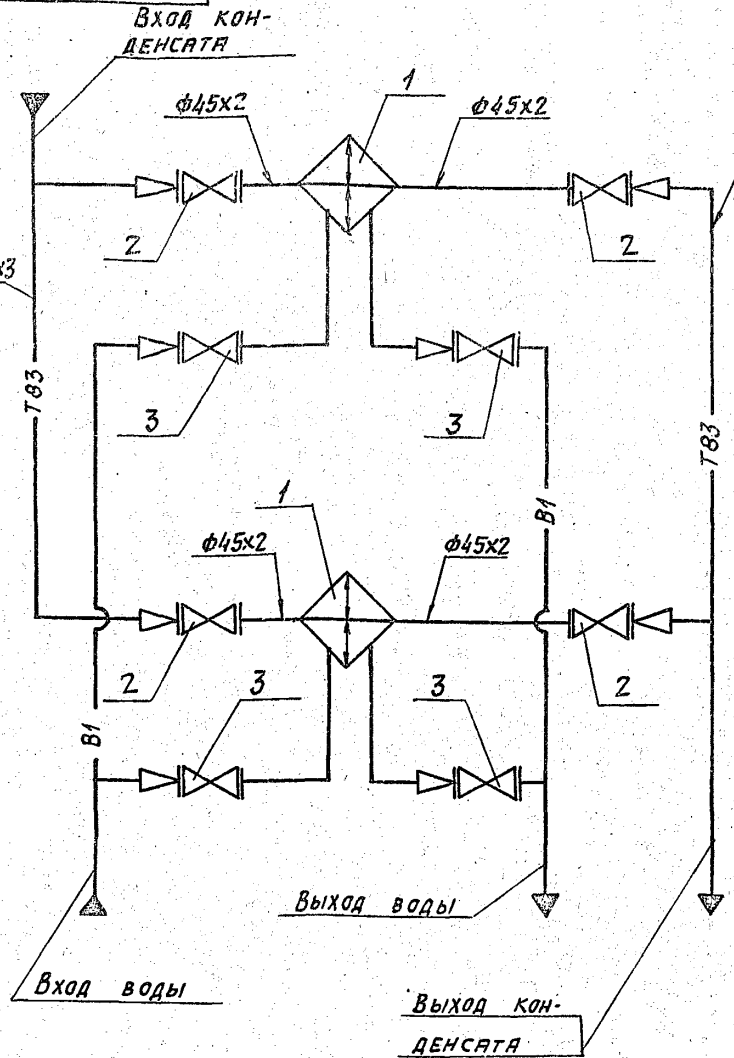 Вход кон-
денсата
1
ф45х2
ф45х2
2
2
х3
3
3
Т83
Т83
1
В1
ф45х2
ф45х2
2
3
3
2
В1
Выход воды
Вход воды
Выход кон-
денсата